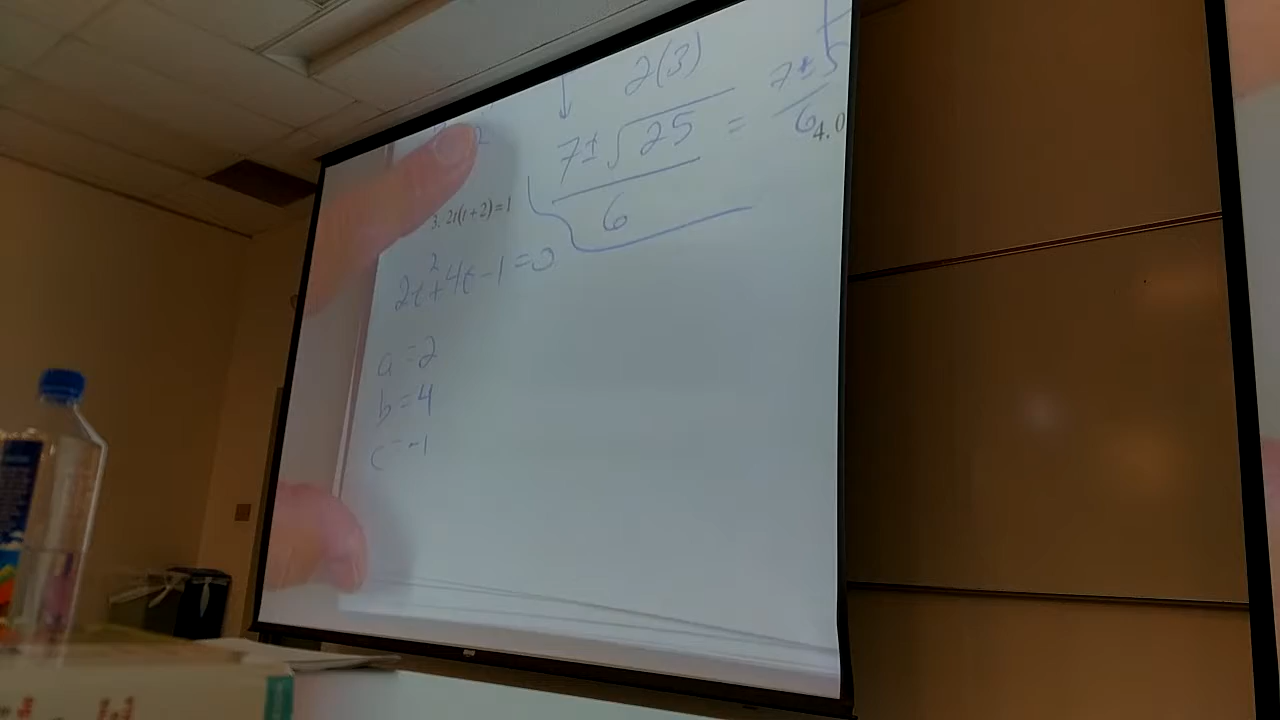 2(3)
7±√25 = 7±5
6 6
4.
3. 2t(t+2)=1
2t²+4t-1=0
a=2
b=4
c=-1